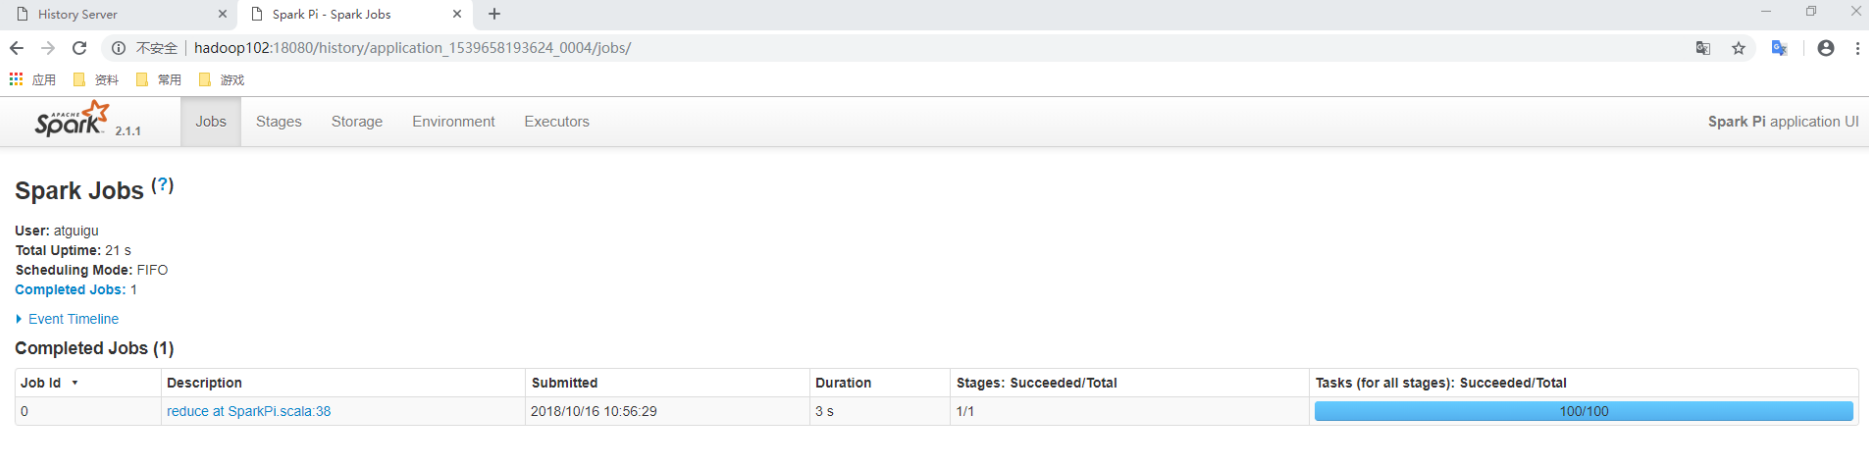 History Server
Spark Pi - Spark Jobs
不安全 hadoop102:18080/history/application_1539658193624_0004/jobs/
应用 资料 常用 游戏
APACHE Spark 2.1.1 Jobs Stages Storage Environment Executors Spark Pi application UI
Spark Jobs (?)
User: atguigu
Total Uptime: 21 s
Scheduling Mode: FIFO
Completed Jobs: 1
Event Timeline
Completed Jobs (1)
Job Id Description Submitted Duration Stages: Succeeded/Total Tasks (for all stages): Succeeded/Total
0 reduce at SparkPi.scala:38 2018/10/16 10:56:29 3 s 1/1 100/100